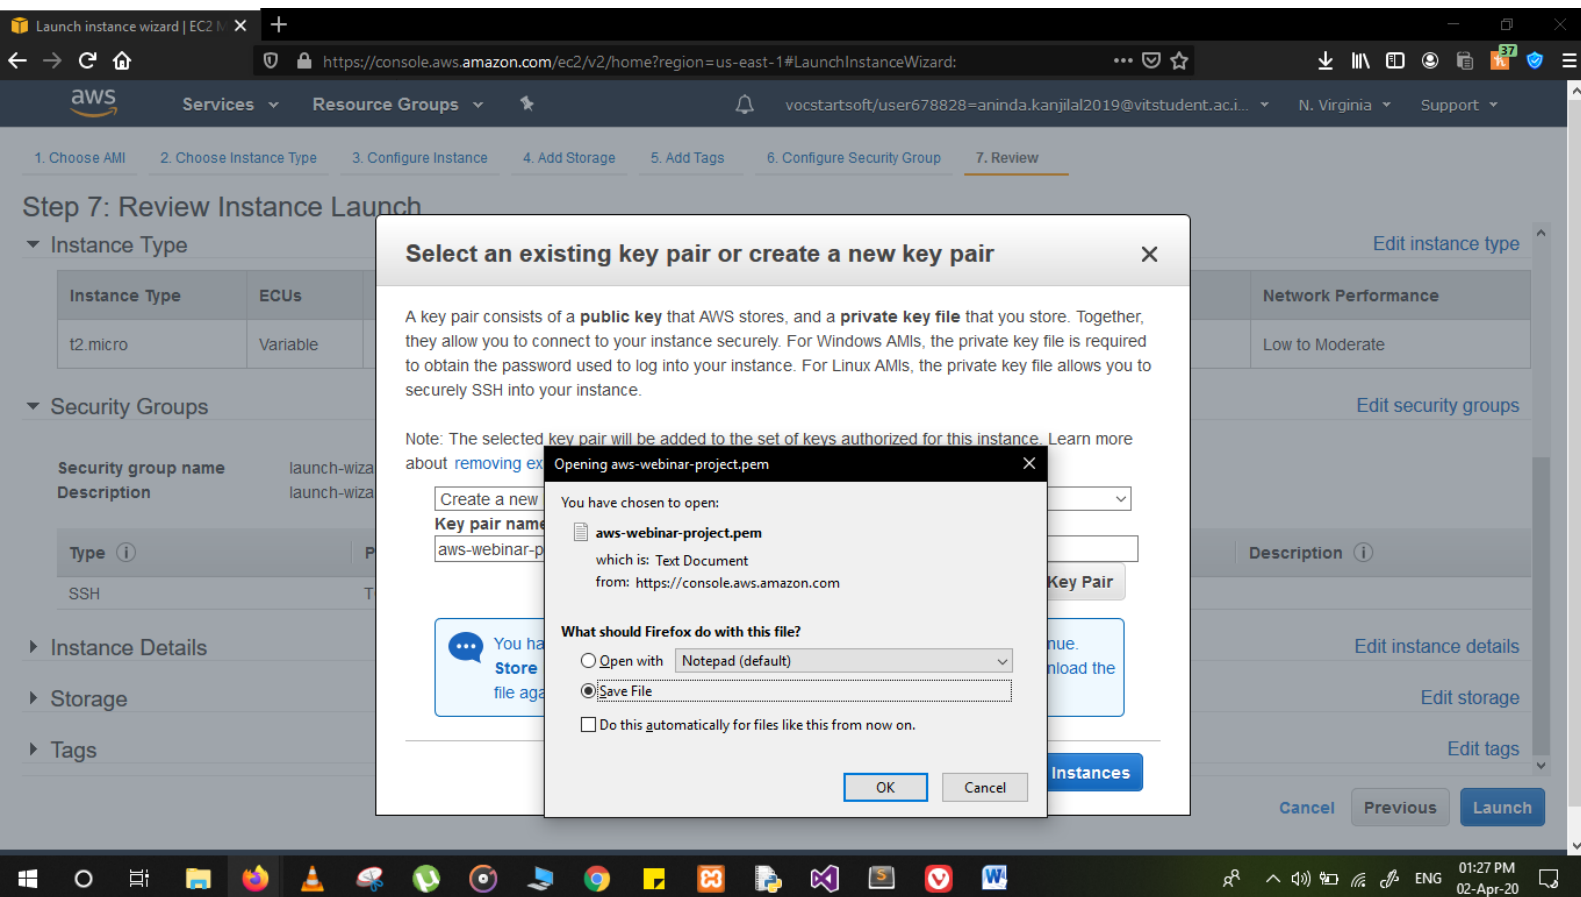 Launch instance wizard | EC2 M
https://console.aws.amazon.com/ec2/v2/home?region=us-east-1#LaunchInstanceWizard:
37
aws
Services
Resource Groups
vocstartsoft/user678828=aninda.kanjilal2019@vitstudent.ac.i...
N. Virginia
Support
1. Choose AMI
2. Choose Instance Type
3. Configure Instance
4. Add Storage
5. Add Tags
6. Configure Security Group
7. Review
Step 7: Review Instance Launch
Instance Type
Edit instance type
Instance Type
ECUs
Network Performance
t2.micro
Variable
Low to Moderate
Security Groups
Edit security groups
Security group name
launch-wiza
Description
launch-wiza
Type
P
Description
SSH
T
Instance Details
Edit instance details
Storage
Edit storage
Tags
Edit tags
Cancel
Previous
Launch
Select an existing key pair or create a new key pair
A key pair consists of a public key that AWS stores, and a private key file that you store. Together,
they allow you to connect to your instance securely. For Windows AMIs, the private key file is required
to obtain the password used to log into your instance. For Linux AMIs, the private key file allows you to
securely SSH into your instance.
Note: The selected key pair will be added to the set of keys authorized for this instance. Learn more
about removing ex
Create a new
Key pair name
aws-webinar-p
Key Pair
You ha
nue.
Store
nload the
file aga
Instances
Opening aws-webinar-project.pem
You have chosen to open:
aws-webinar-project.pem
which is: Text Document
from: https://console.aws.amazon.com
What should Firefox do with this file?
Open with
Notepad (default)
Save File
Do this automatically for files like this from now on.
OK
Cancel
ENG
01:27 PM
02-Apr-20